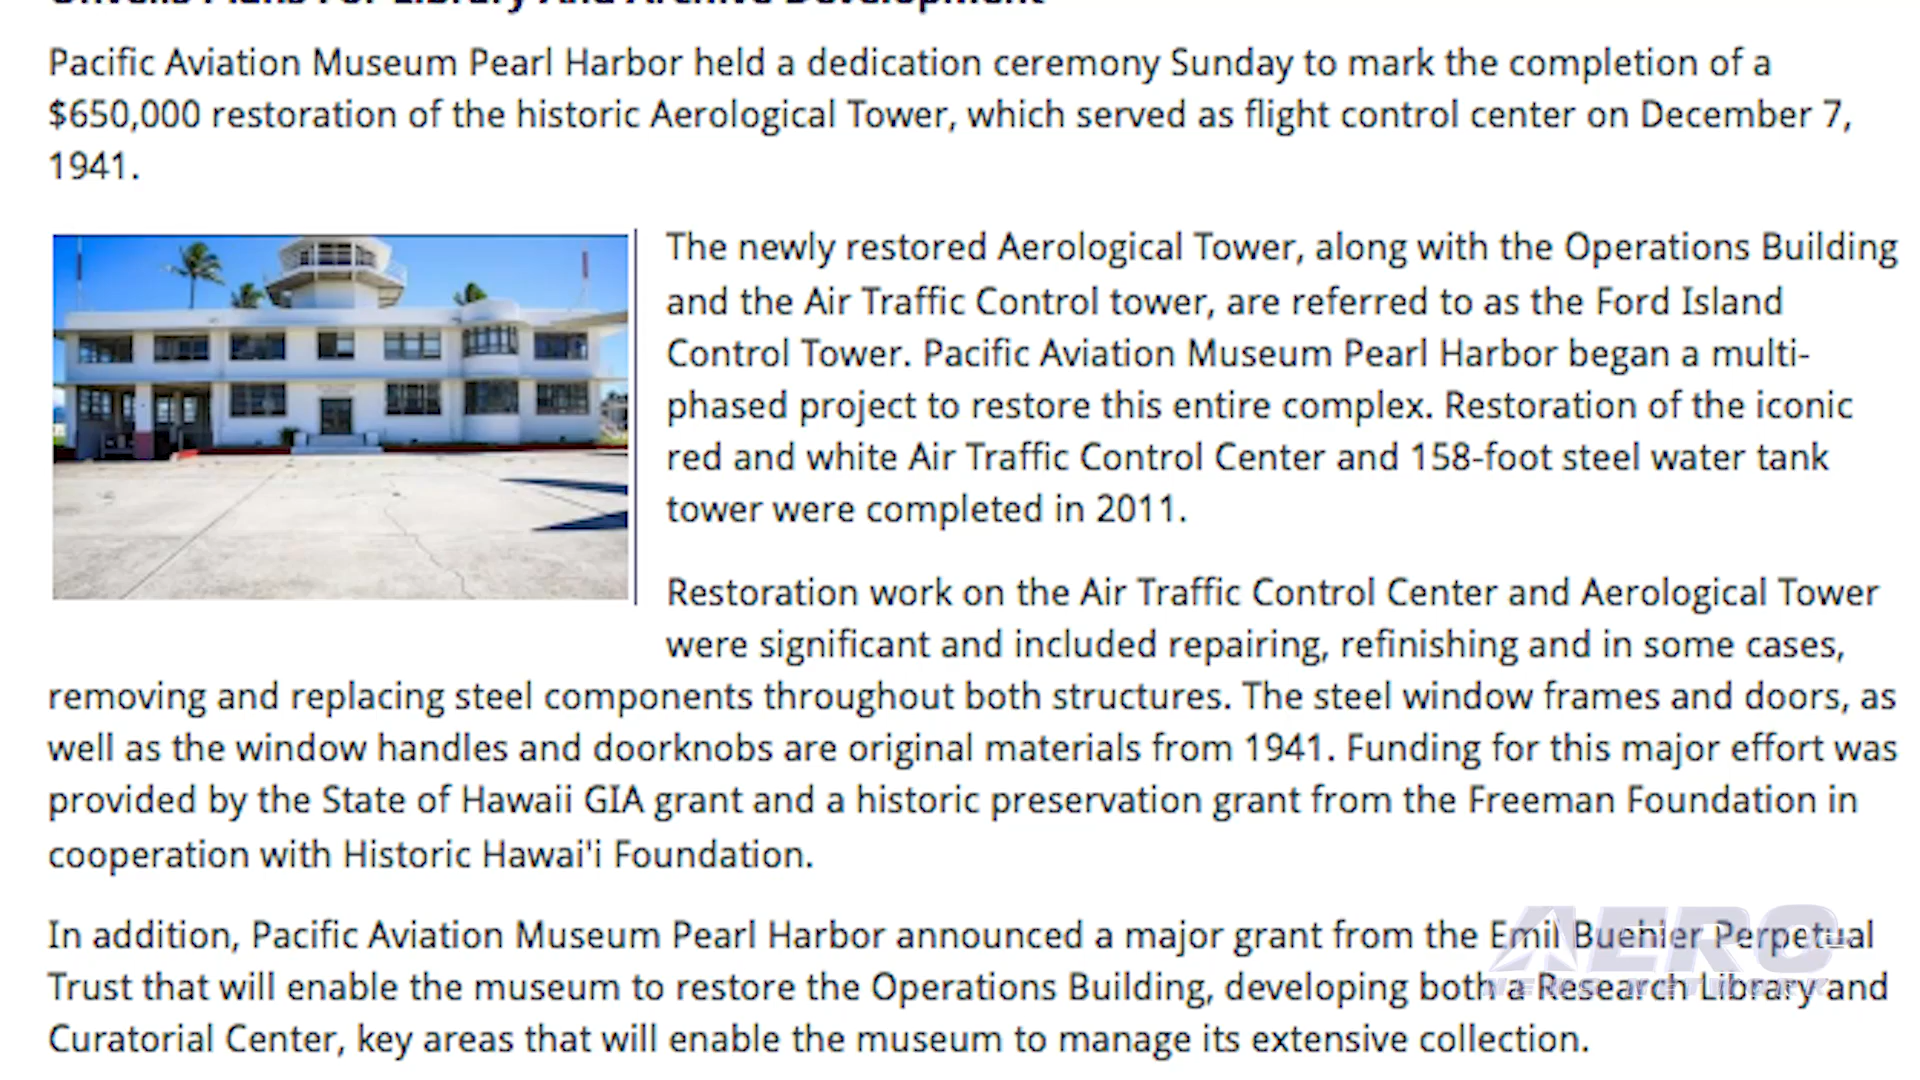 Unveils Plans For Library And Archive Development
Pacific Aviation Museum Pearl Harbor held a dedication ceremony Sunday to mark the completion of a
$650,000 restoration of the historic Aerological Tower, which served as flight control center on December 7,
1941.
The newly restored Aerological Tower, along with the Operations Building
and the Air Traffic Control tower, are referred to as the Ford Island
Control Tower. Pacific Aviation Museum Pearl Harbor began a multi-
phased project to restore this entire complex. Restoration of the iconic
red and white Air Traffic Control Center and 158-foot steel water tank
tower were completed in 2011.
Restoration work on the Air Traffic Control Center and Aerological Tower
were significant and included repairing, refinishing and in some cases,
removing and replacing steel components throughout both structures. The steel window frames and doors, as
well as the window handles and doorknobs are original materials from 1941. Funding for this major effort was
provided by the State of Hawaii GIA grant and a historic preservation grant from the Freeman Foundation in
cooperation with Historic Hawai'i Foundation.
In addition, Pacific Aviation Museum Pearl Harbor announced a major grant from the Emil Buehler Perpetual
Trust that will enable the museum to restore the Operations Building, developing both a Research Library and
Curatorial Center, key areas that will enable the museum to manage its extensive collection.
AERO
NEWS NETWORK